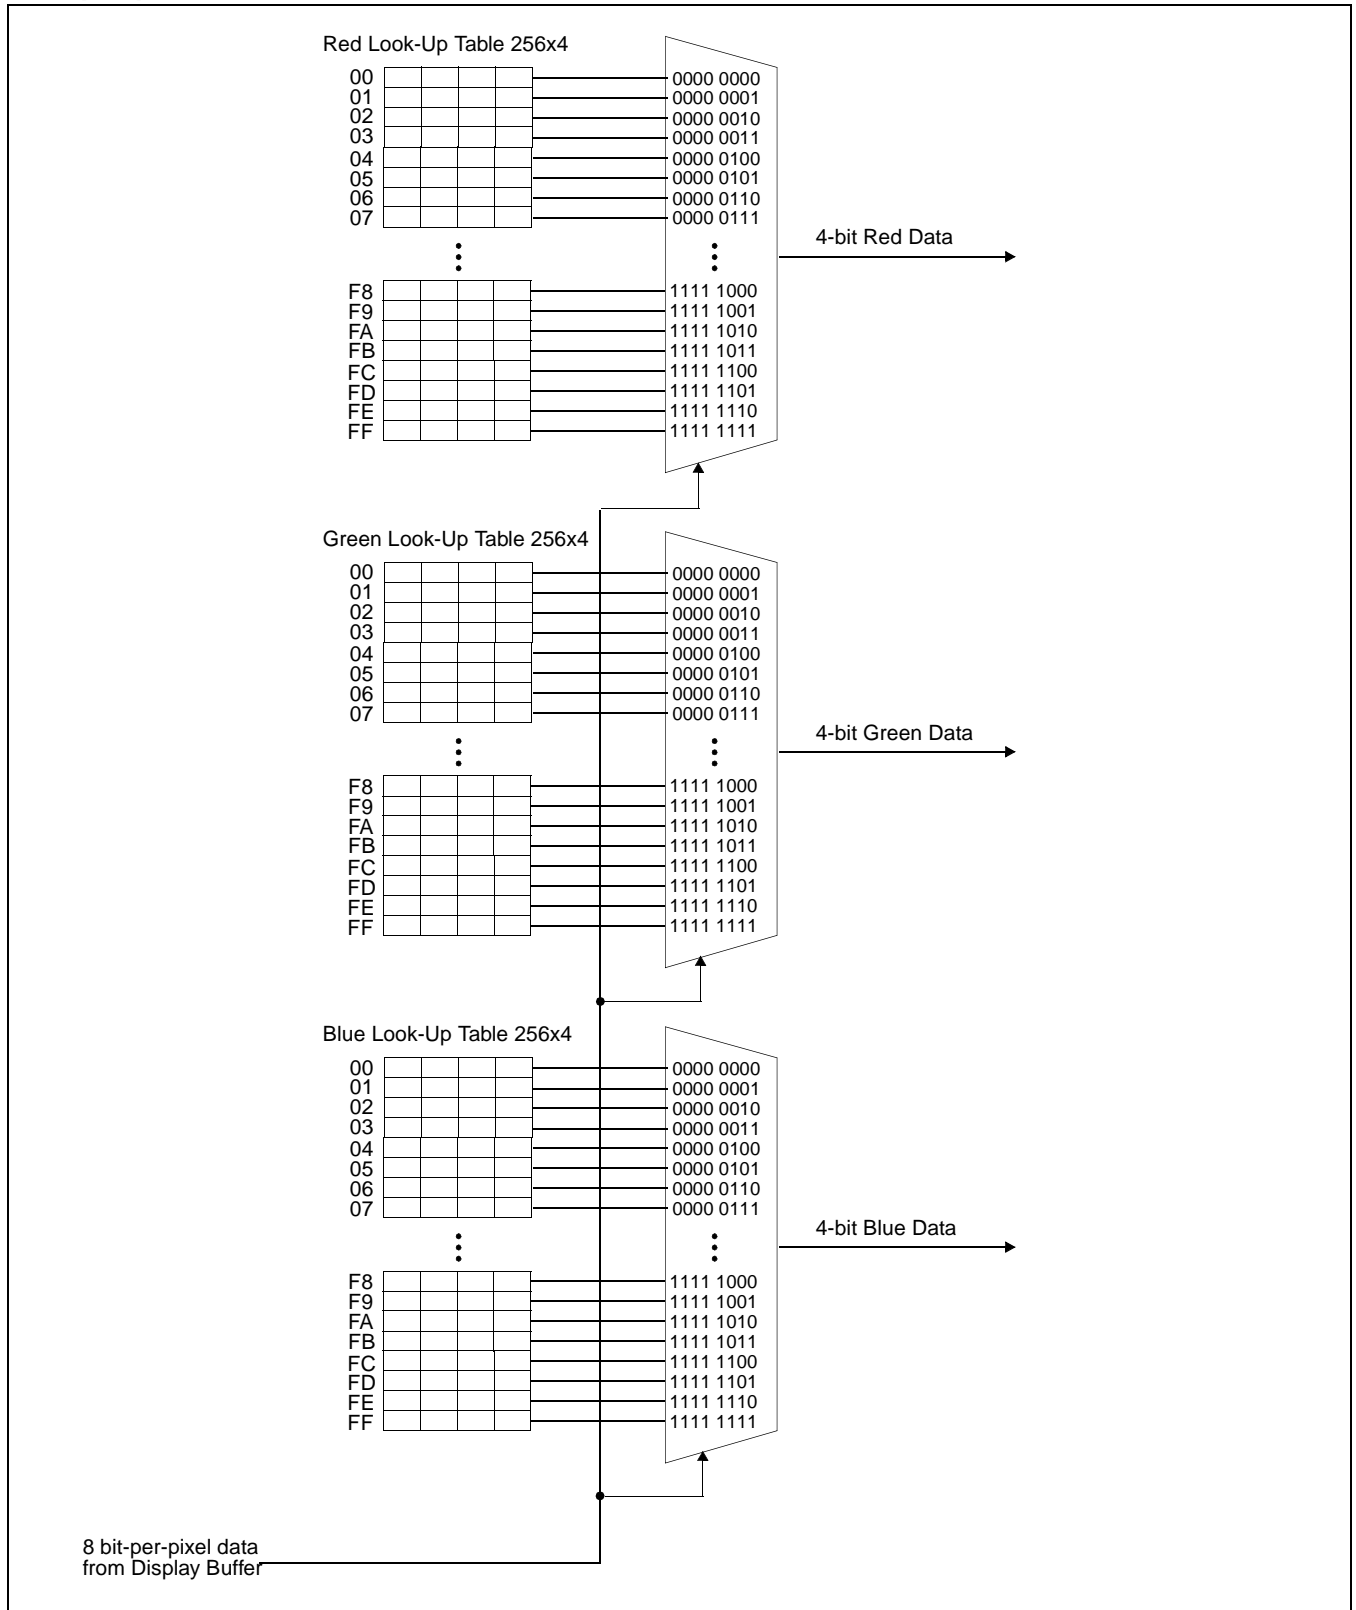 Red Look-Up Table 256x4
00 0000 0000
01 0000 0001
02 0000 0010
03 0000 0011
04 0000 0100
05 0000 0101
06 0000 0110
07 0000 0111
4-bit Red Data
F8 1111 1000
F9 1111 1001
FA 1111 1010
FB 1111 1011
FC 1111 1100
FD 1111 1101
FE 1111 1110
FF 1111 1111
Green Look-Up Table 256x4
00 0000 0000
01 0000 0001
02 0000 0010
03 0000 0011
04 0000 0100
05 0000 0101
06 0000 0110
07 0000 0111
4-bit Green Data
F8 1111 1000
F9 1111 1001
FA 1111 1010
FB 1111 1011
FC 1111 1100
FD 1111 1101
FE 1111 1110
FF 1111 1111
Blue Look-Up Table 256x4
00 0000 0000
01 0000 0001
02 0000 0010
03 0000 0011
04 0000 0100
05 0000 0101
06 0000 0110
07 0000 0111
4-bit Blue Data
F8 1111 1000
F9 1111 1001
FA 1111 1010
FB 1111 1011
FC 1111 1100
FD 1111 1101
FE 1111 1110
FF 1111 1111
8 bit-per-pixel data
from Display Buffer